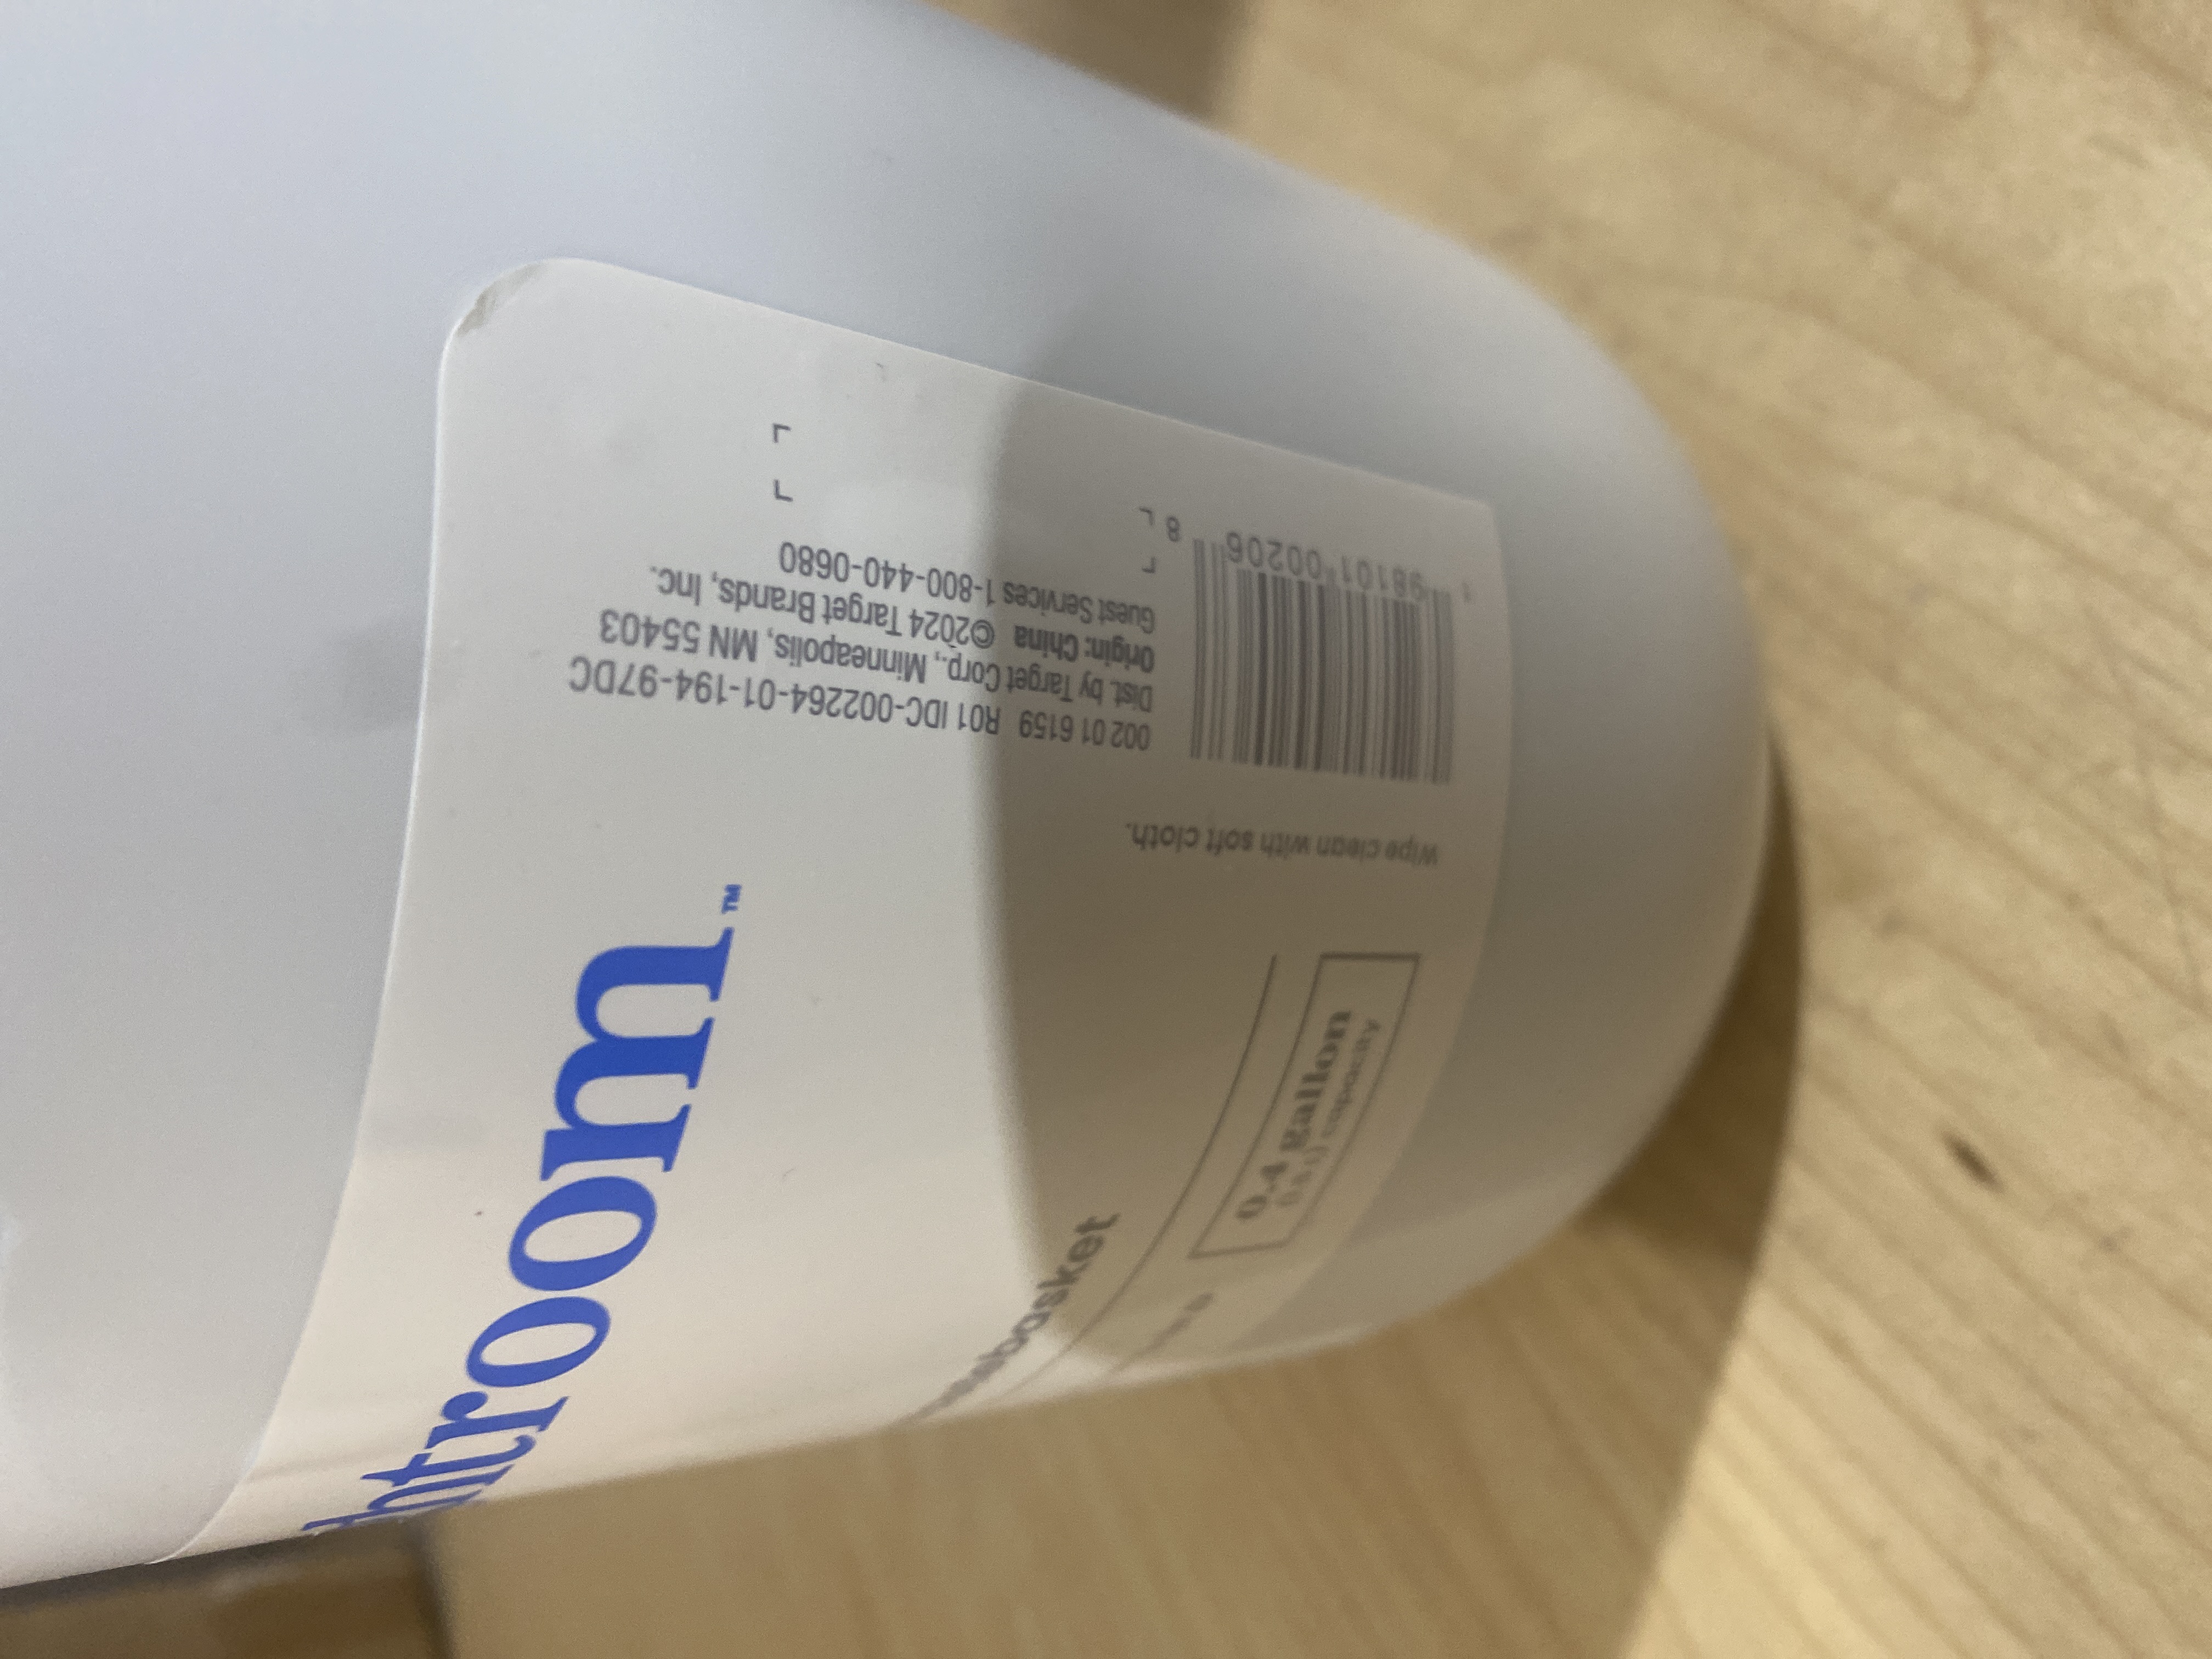 htroom™
basket
0.4 gallon
capacity
Wipe clean with soft cloth.
1 98101 00206 8
002 01 6159 R01 IDC-002264-01-194-97DC
Dist. by Target Corp., Minneapolis, MN 55403
Origin: China ©2024 Target Brands, Inc.
Guest Services 1-800-440-0680